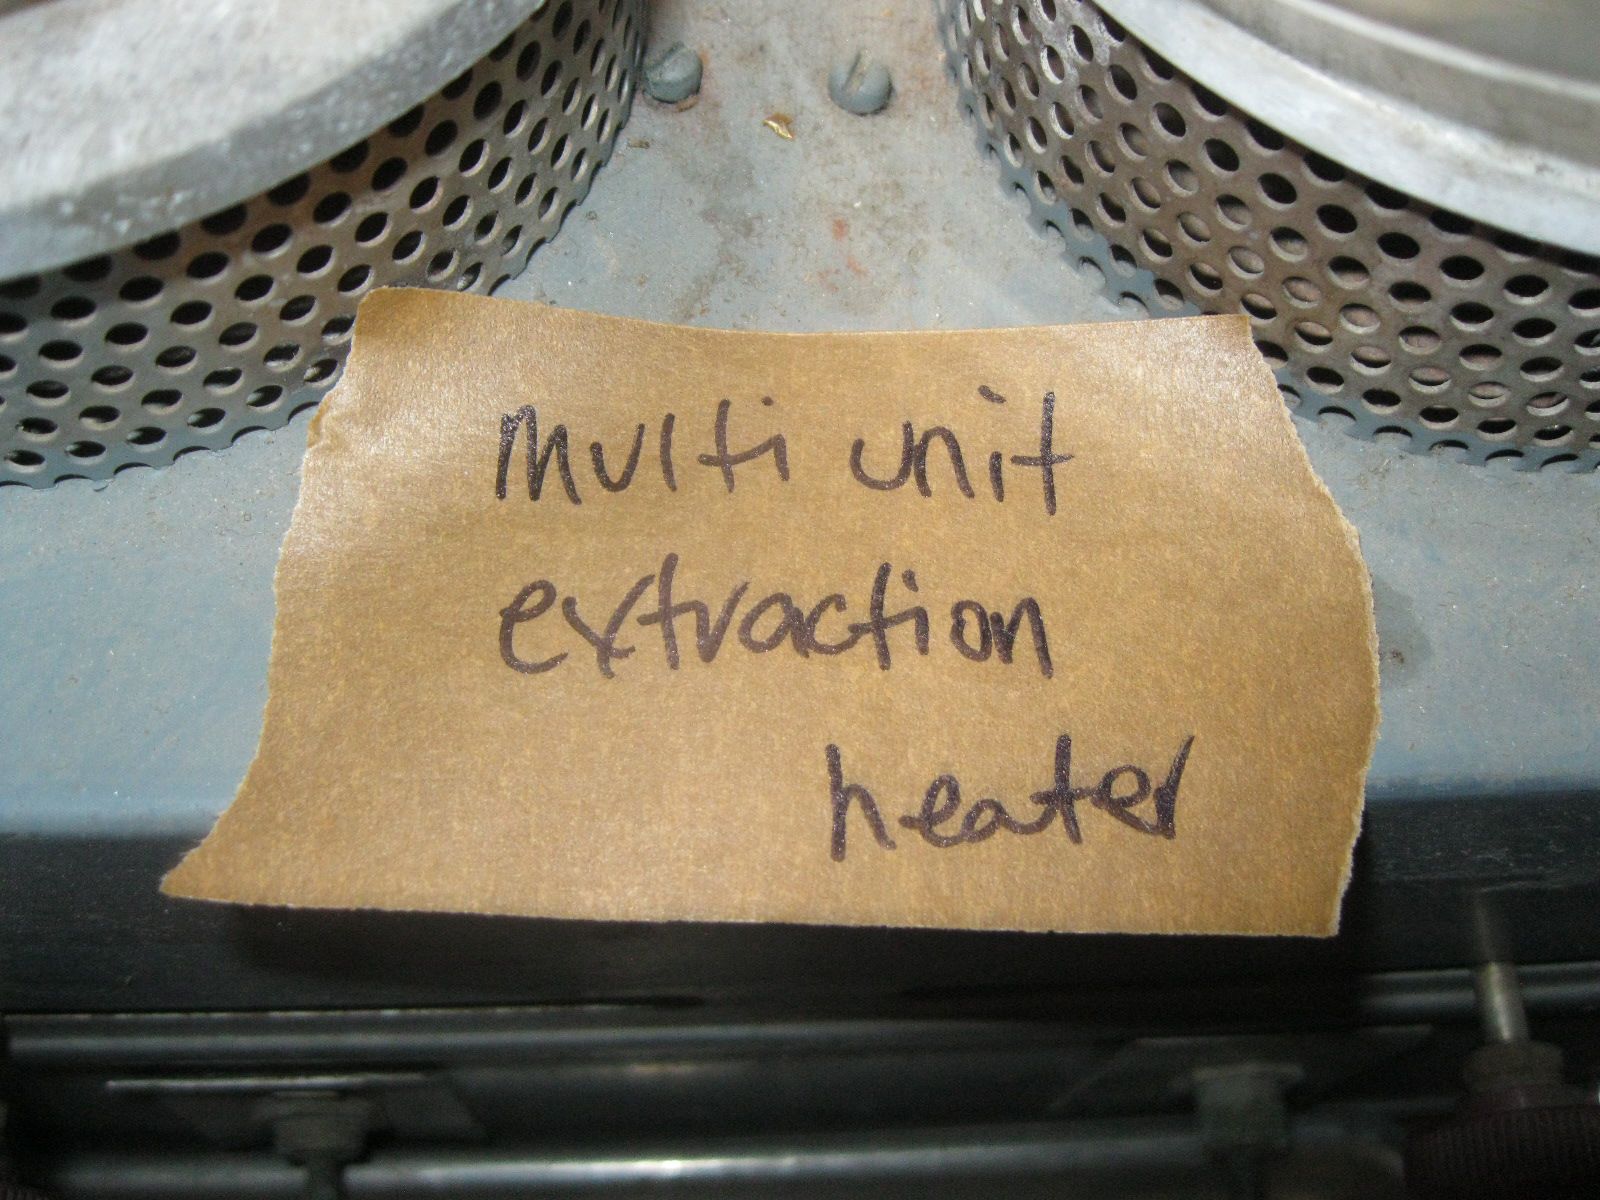 multi unit
extraction
heater